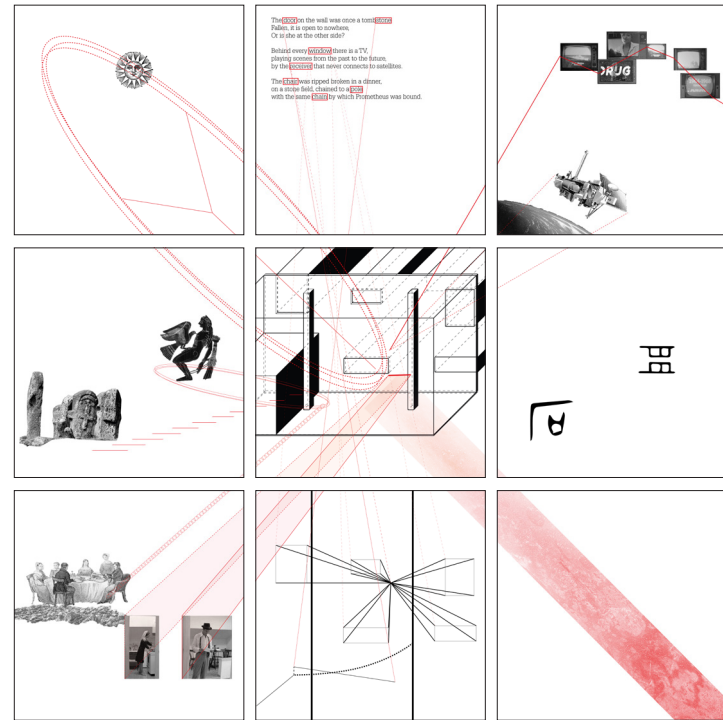 The door on the wall was once a tombstone
Fallen, it is open to nowhere,
Or is she at the other side?
Behind every window there is a TV,
playing scenes from the past to the future,
by the receiver that never connects to satellites.
The chain was ripped broken in a dinner,
on a stone field, chained to a pole
with the same chain by which Prometheus was bound.
DRUG